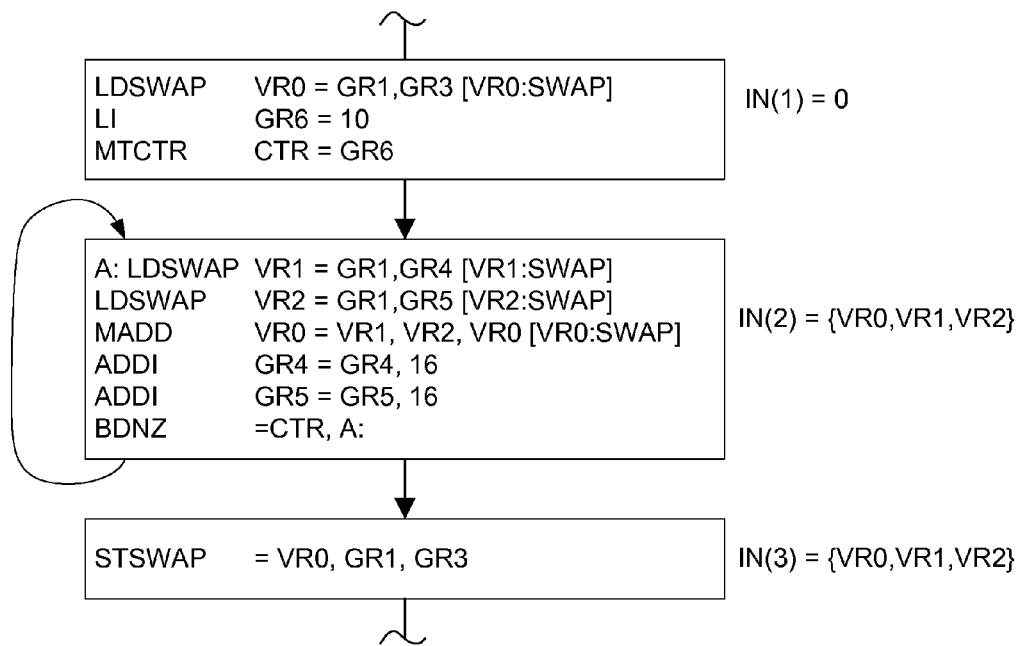 LDSWAP VR0 = GR1,GR3 [VR0:SWAP]
LI GR6 = 10
MTCTR CTR = GR6
IN(1) = 0
A: LDSWAP VR1 = GR1,GR4 [VR1:SWAP]
LDSWAP VR2 = GR1,GR5 [VR2:SWAP]
MADD VR0 = VR1, VR2, VR0 [VR0:SWAP]
ADDI GR4 = GR4, 16
ADDI GR5 = GR5, 16
BDNZ =CTR, A:
IN(2) = {VR0,VR1,VR2}
STSWAP = VR0, GR1, GR3
IN(3) = {VR0,VR1,VR2}